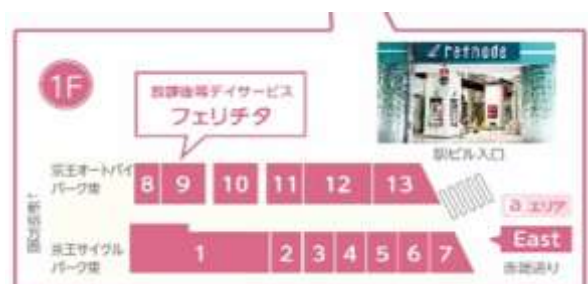 frente
1F
放課後等デイサービス
フェリチタ
駅ビル入口
京王オートバイ
パーク府
8 9 10 11 12 13
a エリア
East
京王サイクル
パーク府
1 2 3 4 5 6 7